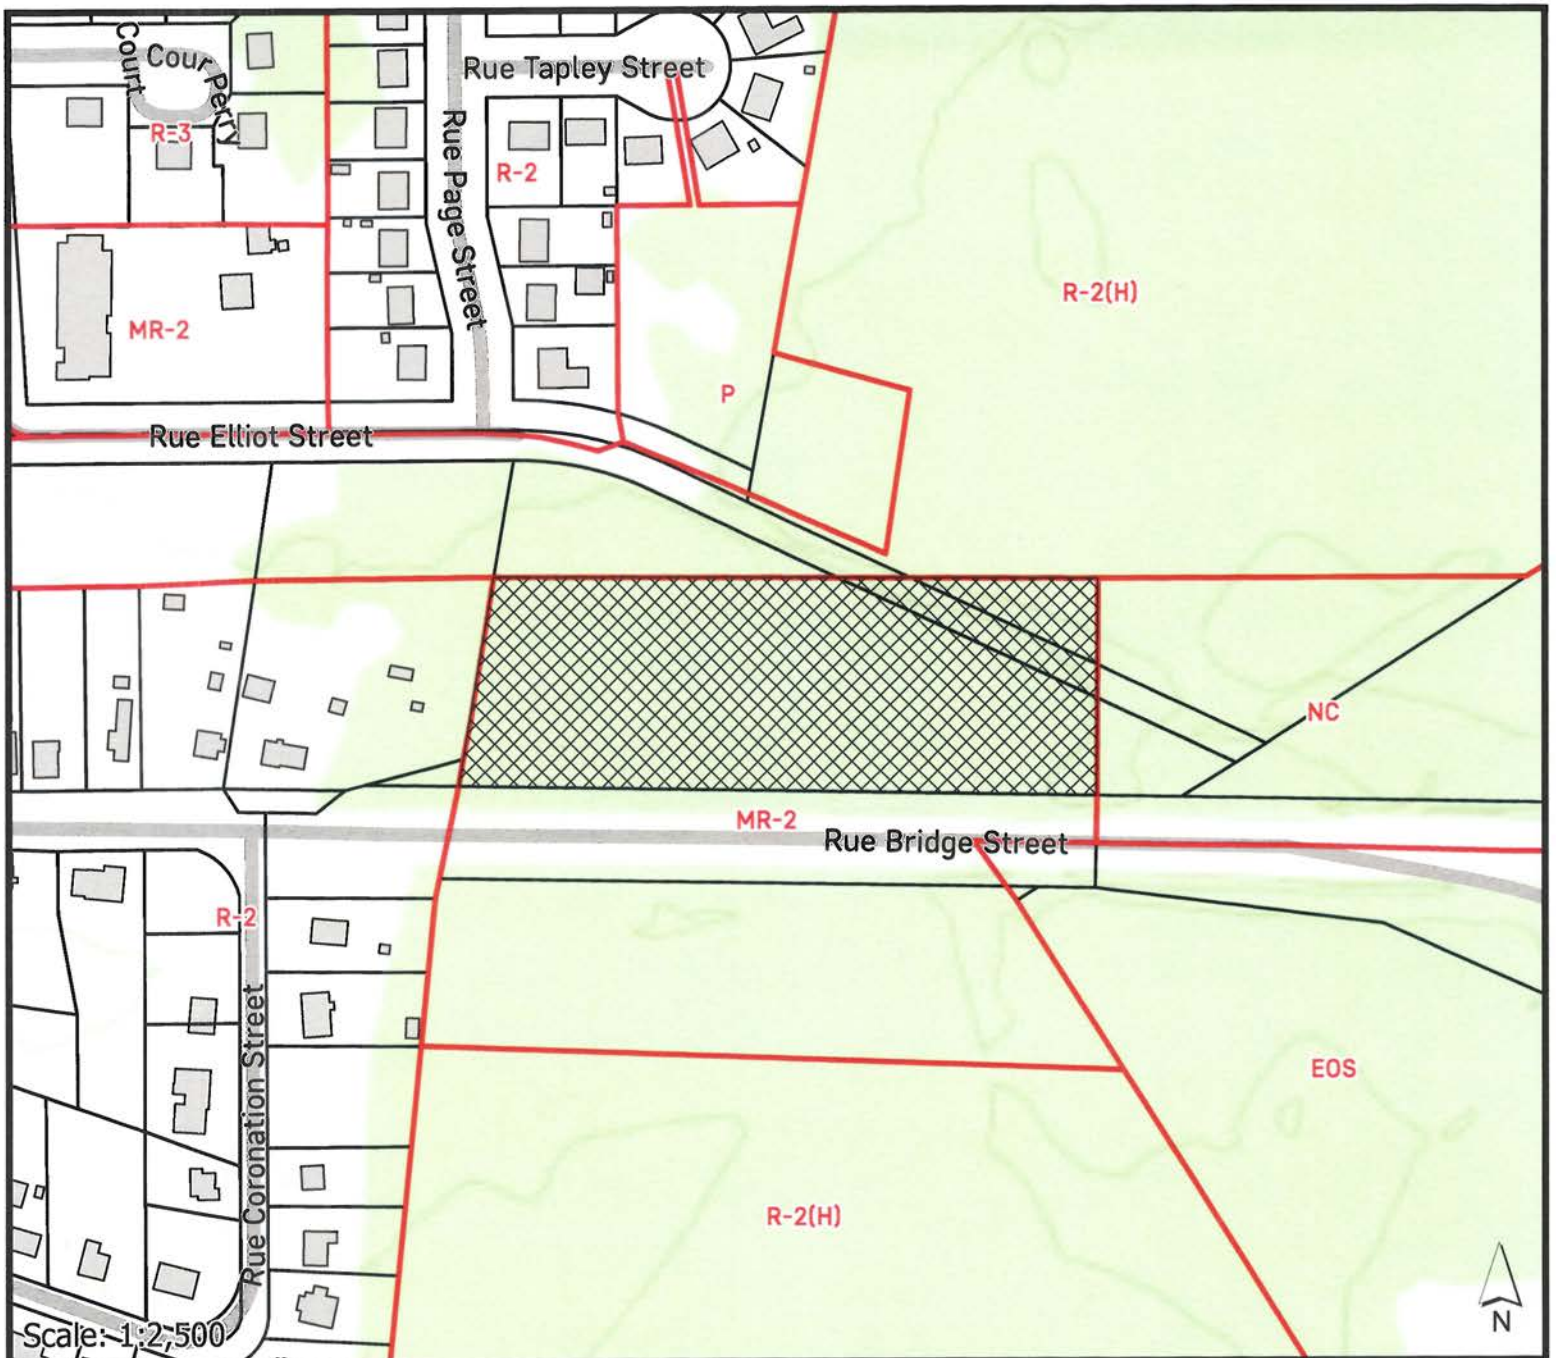 Cour Perry
Court
R-3
Rue Tapley Street
Rue Page Street
R-2
R-2(H)
MR-2
P
Rue Elliot Street
NC
MR-2
Rue Bridge Street
R-2
Rue Coronation Street
EOS
R-2(H)
N
Scale: 1:2,500